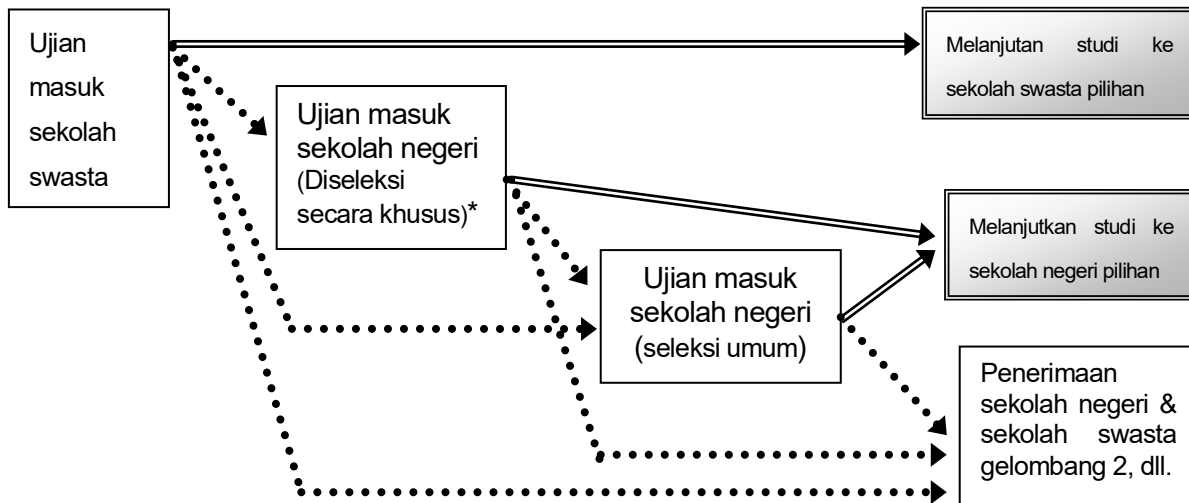 Ujian
masuk
sekolah
swasta
Melanjutan studi ke
sekolah swasta pilihan
Ujian masuk
sekolah negeri
(Diseleksi
secara khusus)*
Melanjutkan studi ke
sekolah negeri pilihan
Ujian masuk
sekolah negeri
(seleksi umum)
Penerimaan
sekolah negeri &
sekolah swasta
gelombang 2, dll.